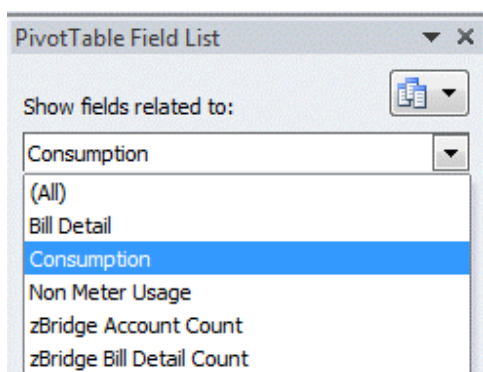 PivotTable Field List
Show fields related to:
Consumption
(All)
Bill Detail
Consumption
Non Meter Usage
zBridge Account Count
zBridge Bill Detail Count